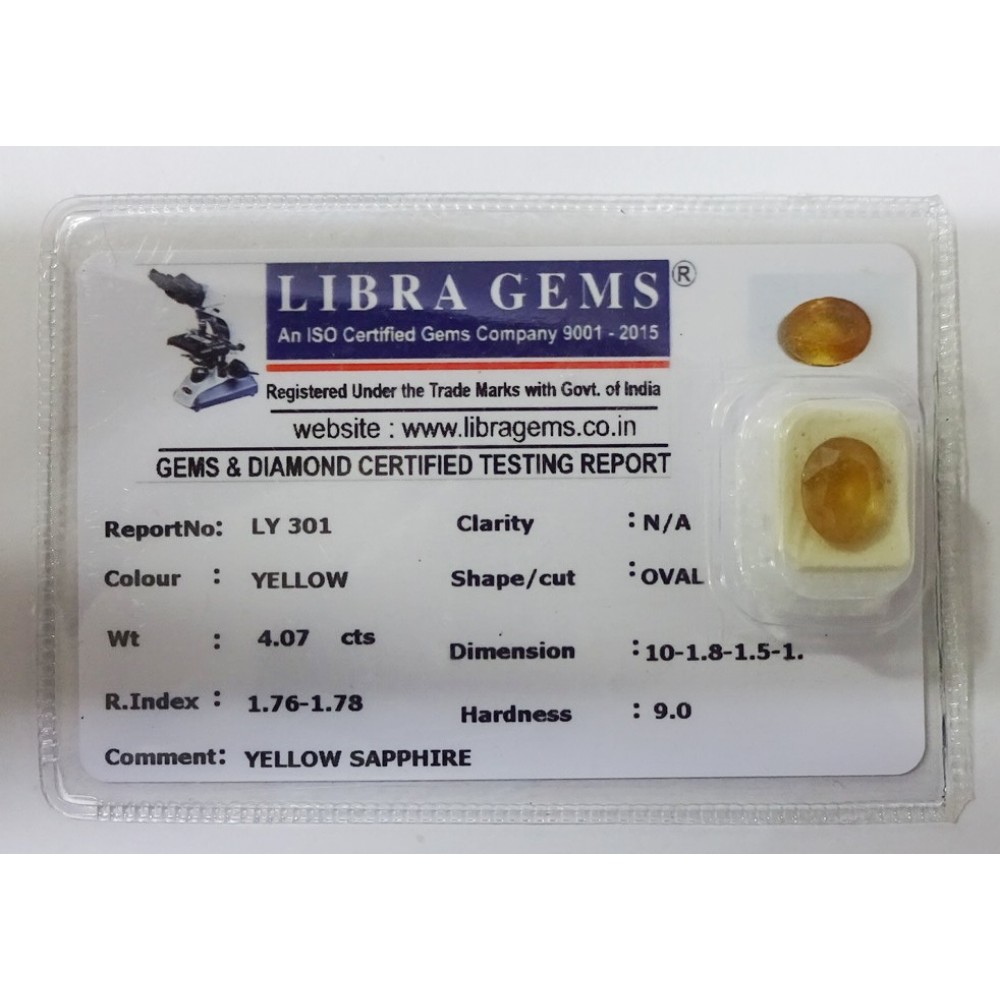 LIBRA GEMS®
An ISO Certified Gems Company 9001 - 2015
Registered Under the Trade Marks with Govt. of India
website : www.libragems.co.in
GEMS & DIAMOND CERTIFIED TESTING REPORT
ReportNo: LY 301 Clarity : N/A
Colour : YELLOW Shape/cut : OVAL
Wt : 4.07 cts Dimension : 10-1.8-1.5-1.
R.Index : 1.76-1.78 Hardness : 9.0
Comment: YELLOW SAPPHIRE